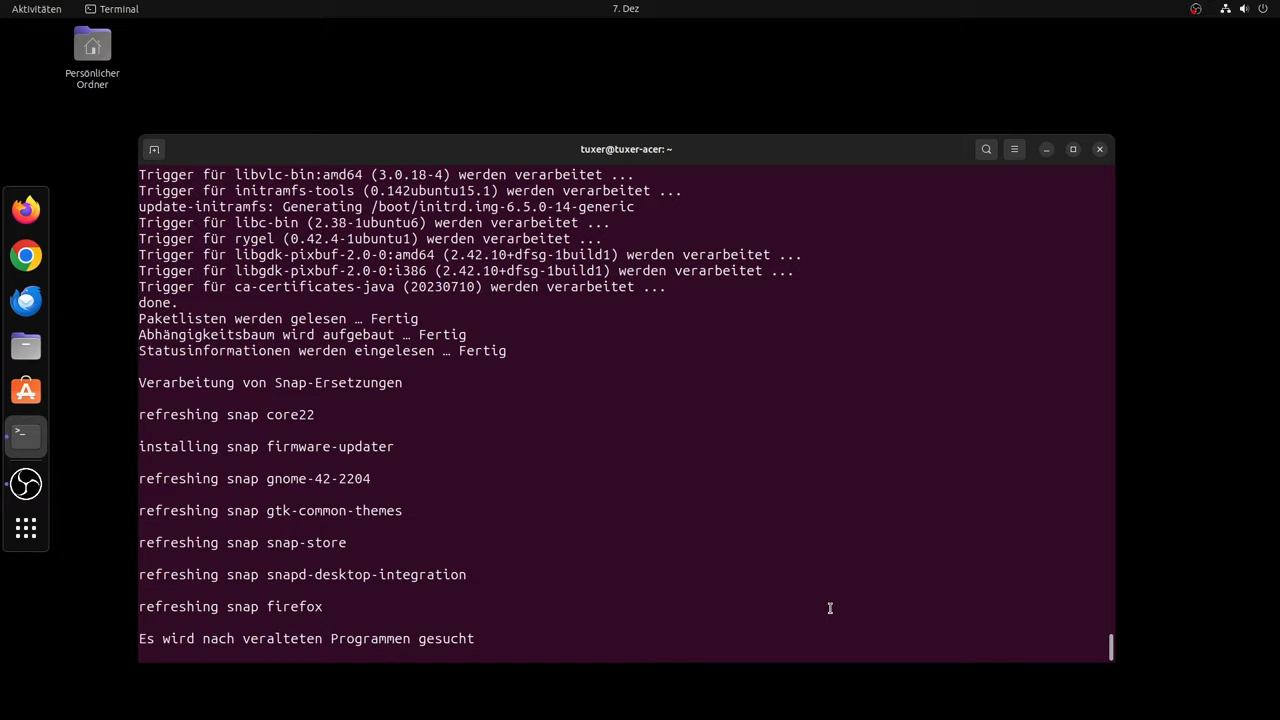 Aktivitäten
Terminal
7. Dez
Persönlicher
Ordner
tuxer@tuxer-acer: ~
Trigger für libvlc-bin:amd64 (3.0.18-4) werden verarbeitet ...
Trigger für initramfs-tools (0.142ubuntu15.1) werden verarbeitet ...
update-initramfs: Generating /boot/initrd.img-6.5.0-14-generic
Trigger für libc-bin (2.38-1ubuntu6) werden verarbeitet ...
Trigger für rygel (0.42.4-1ubuntu1) werden verarbeitet ...
Trigger für libgdk-pixbuf-2.0-0:amd64 (2.42.10+dfsg-1build1) werden verarbeitet ...
Trigger für libgdk-pixbuf-2.0-0:i386 (2.42.10+dfsg-1build1) werden verarbeitet ...
Trigger für ca-certificates-java (20230710) werden verarbeitet ...
done.
Paketlisten werden gelesen … Fertig
Abhängigkeitsbaum wird aufgebaut … Fertig
Statusinformationen werden eingelesen … Fertig
Verarbeitung von Snap-Ersetzungen
refreshing snap core22
installing snap firmware-updater
refreshing snap gnome-42-2204
refreshing snap gtk-common-themes
refreshing snap snap-store
refreshing snap snapd-desktop-integration
refreshing snap firefox
Es wird nach veralteten Programmen gesucht